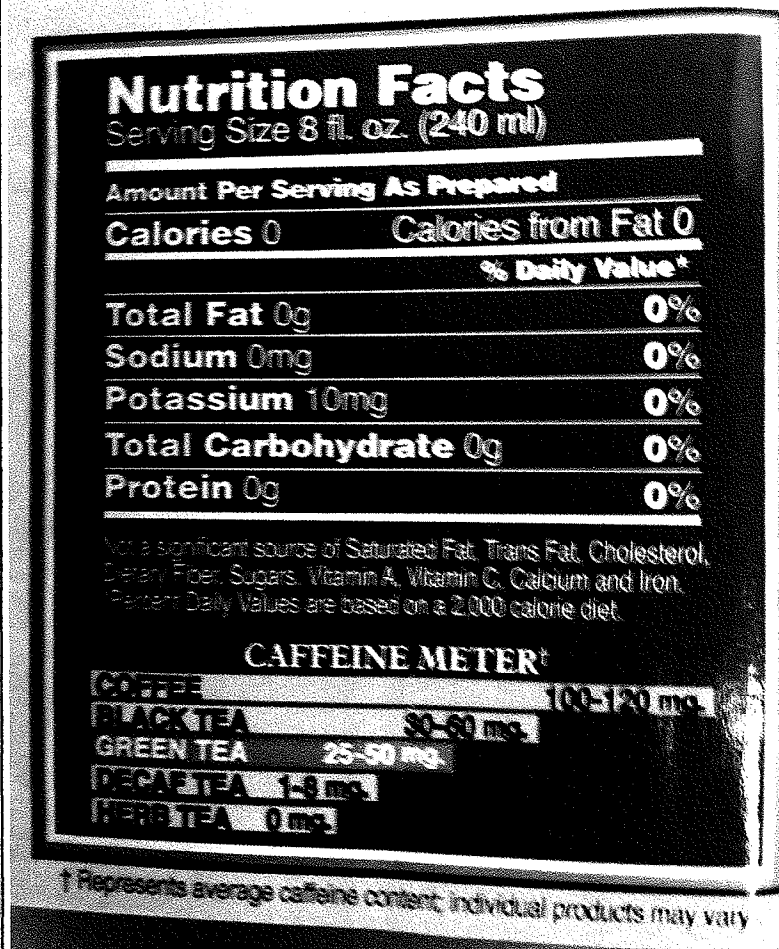 Nutrition Facts
Serving Size 8 fl. oz. (240 ml)
Amount Per Serving As Prepared
Calories 0 Calories from Fat 0
% Daily Value*
Total Fat 0g 0%
Sodium 0mg 0%
Potassium 10mg 0%
Total Carbohydrate 0g 0%
Protein 0g 0%
Not a significant source of Saturated Fat, Trans Fat, Cholesterol,
Dietary Fiber, Sugars, Vitamin A, Vitamin C, Calcium and Iron.
*Percent Daily Values are based on a 2,000 calorie diet.
CAFFEINE METER†
COFFEE 100-120 mg.
BLACK TEA 30-60 mg.
GREEN TEA 25-50 mg.
DECAF TEA 1-8 mg.
HERB TEA 0 mg.
† Represents average caffeine content; individual products may vary